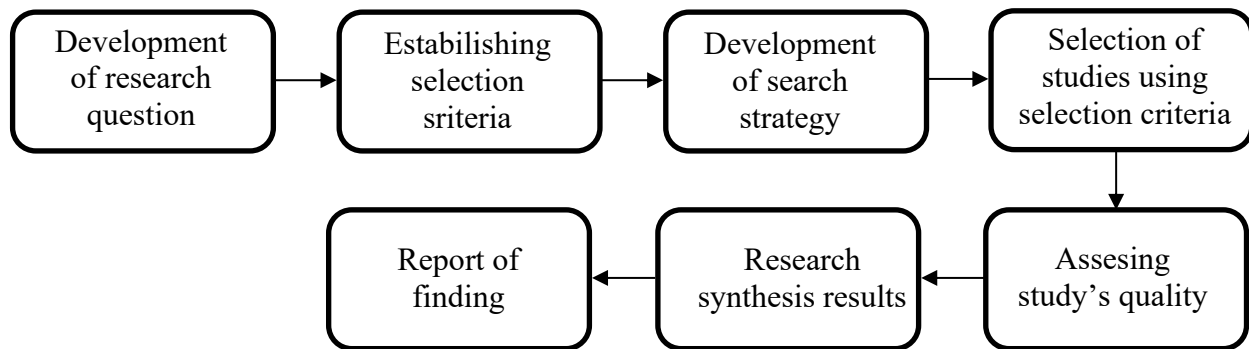 Development
of research
question
Estabilishing
selection
sriteria
Development
of search
strategy
Selection of
studies using
selection criteria
Assesing
study’s quality
Research
synthesis results
Report of
finding